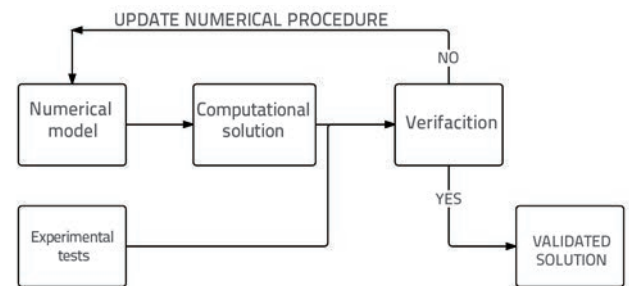 UPDATE NUMERICAL PROCEDURE
NO
Numerical
model
Computational
solution
Verifacition
YES
Experimental
tests
VALIDATED
SOLUTION